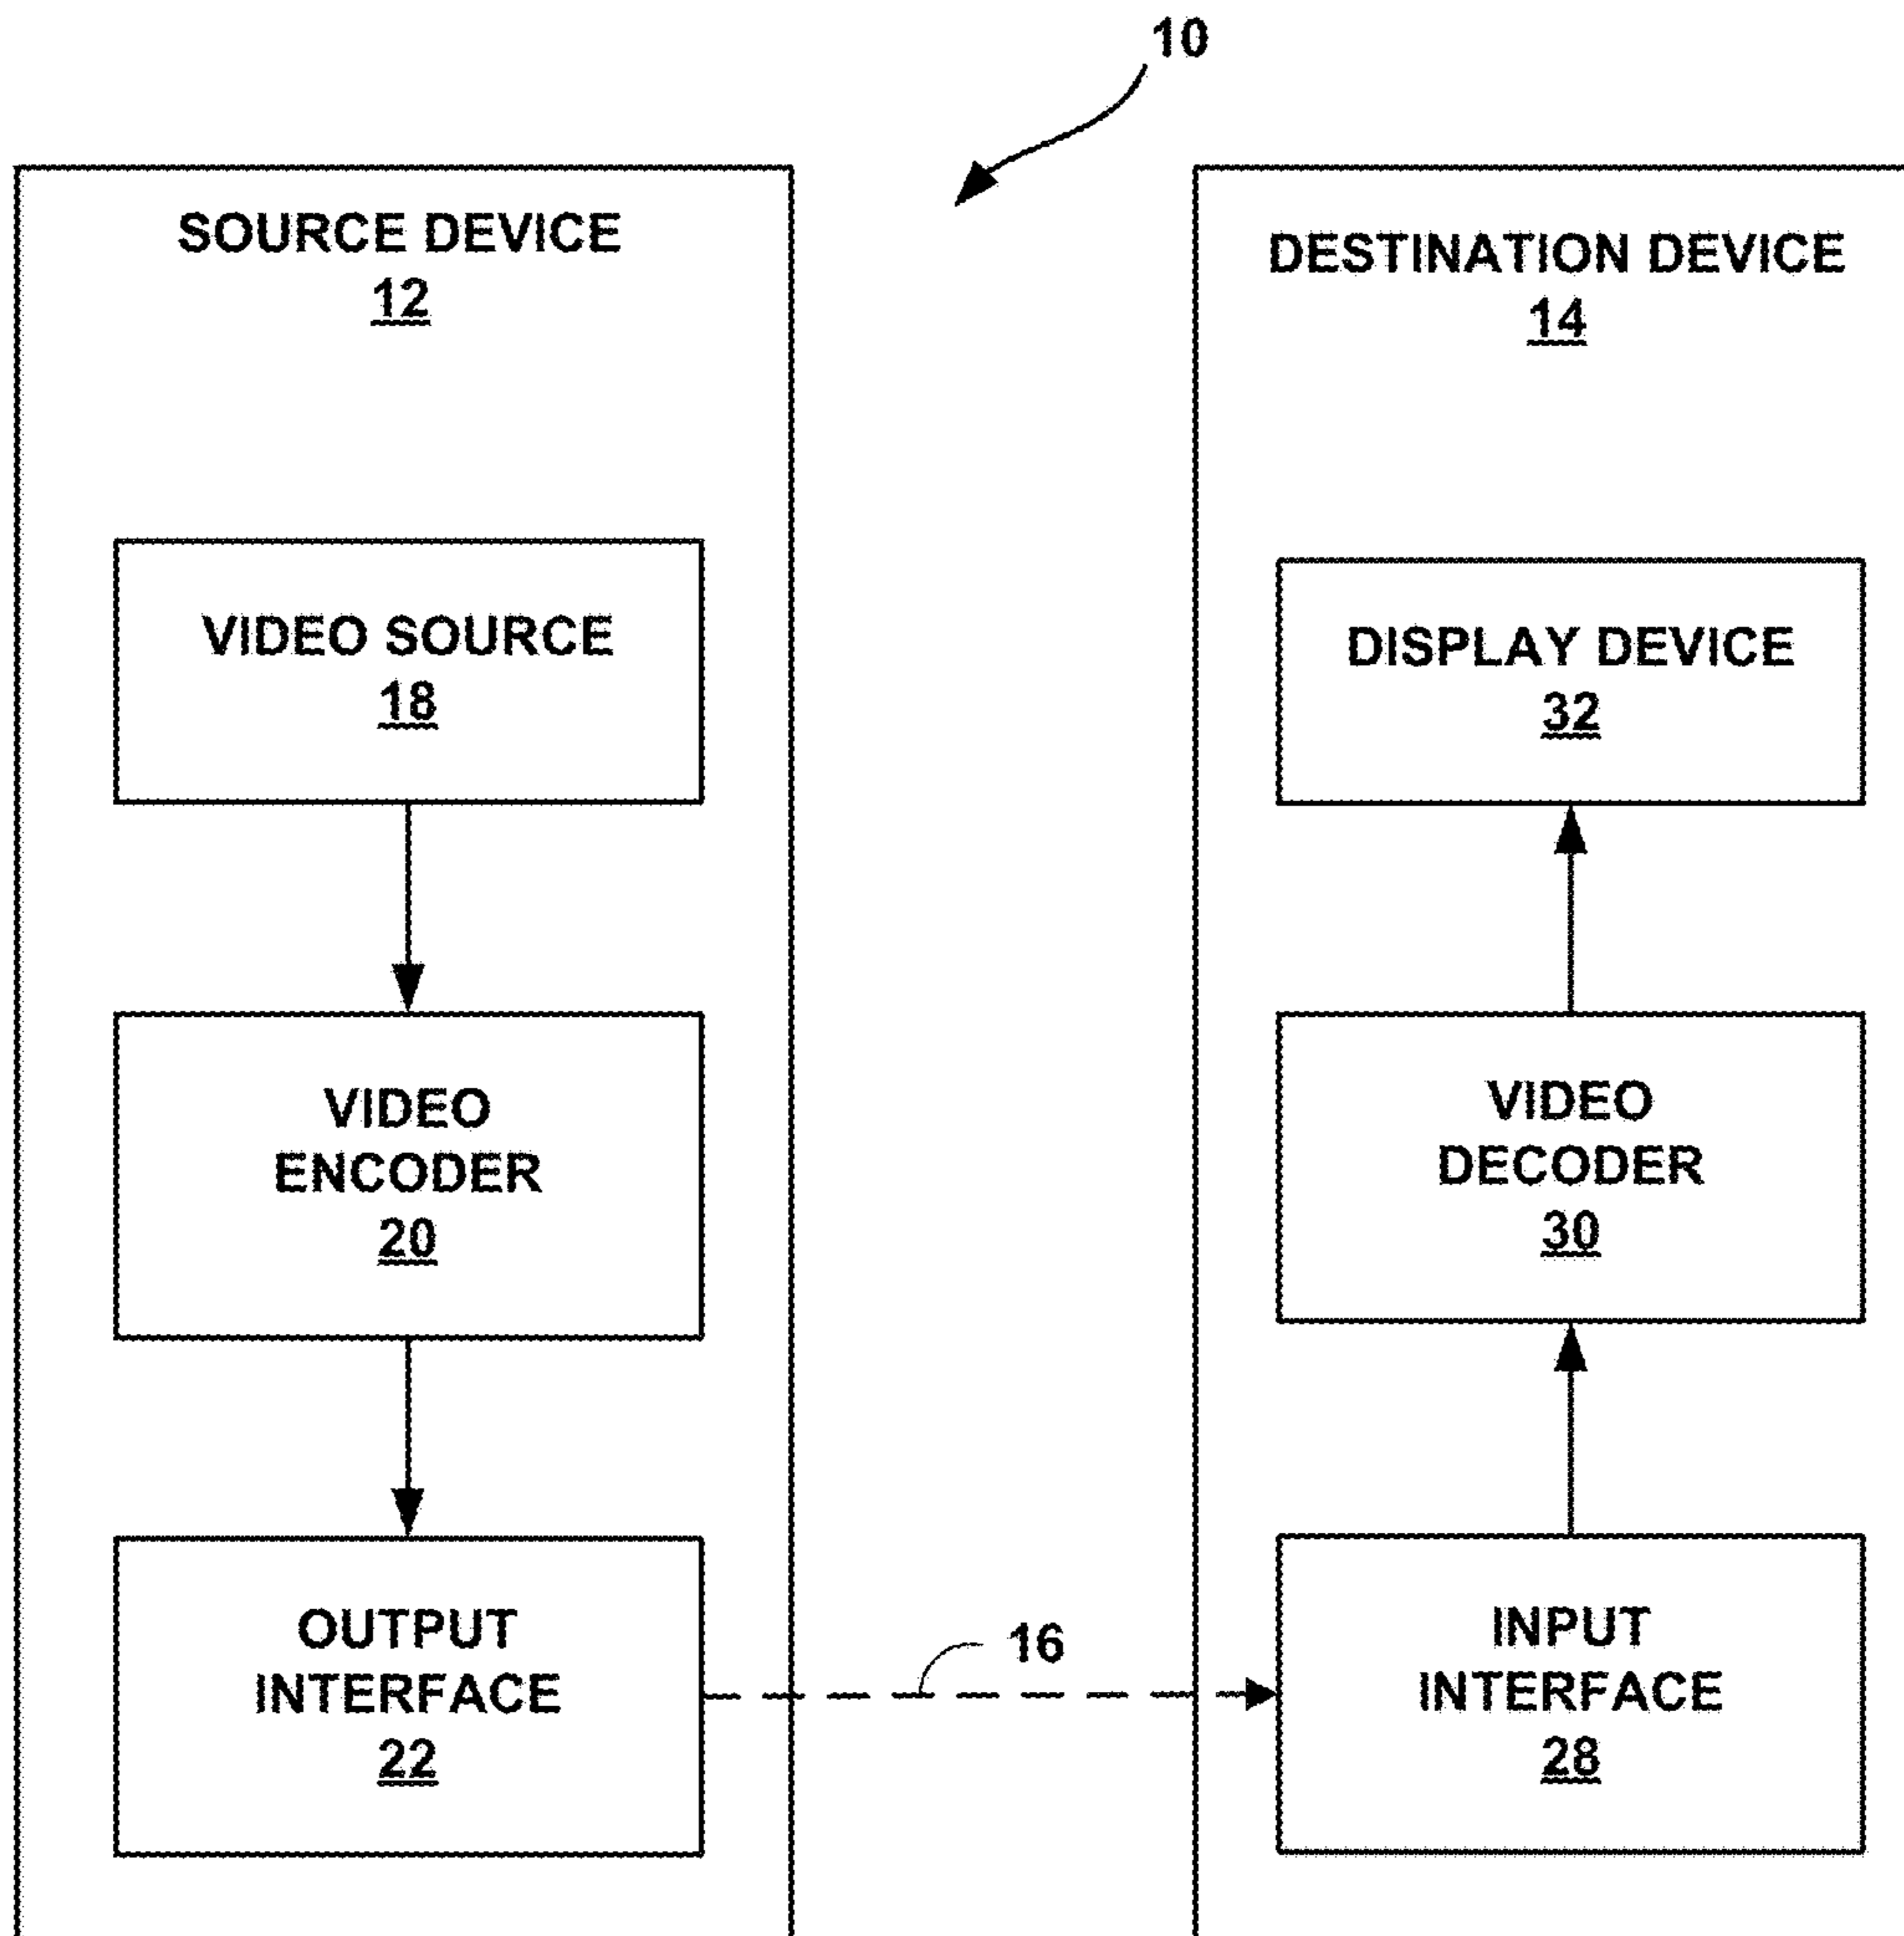 10
SOURCE DEVICE
12
VIDEO SOURCE
18
VIDEO
ENCODER
20
OUTPUT
INTERFACE
22
16
DESTINATION DEVICE
14
DISPLAY DEVICE
32
VIDEO
DECODER
30
INPUT
INTERFACE
28